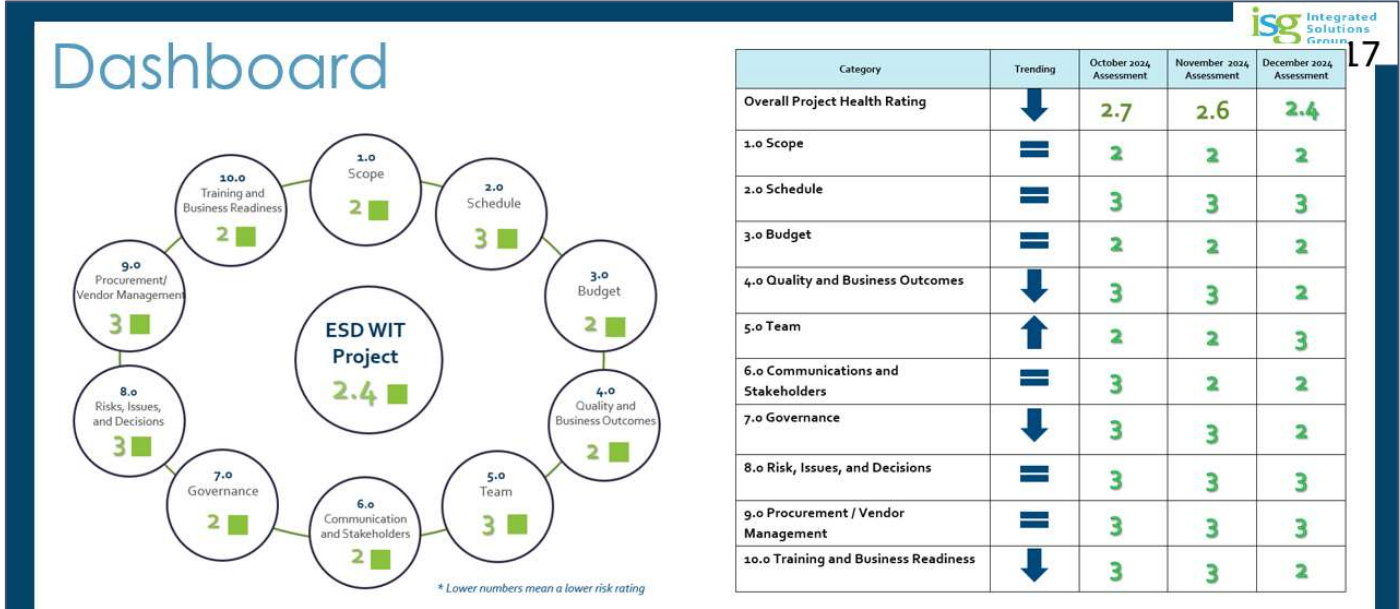 isg Integrated
Solutions
Group
17
Dashboard
1.0
Scope
2
2.0
Schedule
3
3.0
Budget
2
4.0
Quality and
Business Outcomes
2
5.0
Team
3
6.0
Communication
and Stakeholders
2
7.0
Governance
2
8.0
Risks, Issues,
and Decisions
3
9.0
Procurement/
Vendor Management
3
10.0
Training and
Business Readiness
2
ESD WIT
Project
2.4
* Lower numbers mean a lower risk rating
Category Trending October 2024 Assessment November 2024 Assessment December 2024 Assessment
Overall Project Health Rating 2.7 2.6 2.4
1.0 Scope = 2 2 2
2.0 Schedule = 3 3 3
3.0 Budget = 2 2 2
4.0 Quality and Business Outcomes 3 3 2
5.0 Team 2 2 3
6.0 Communications and
Stakeholders = 3 2 2
7.0 Governance 3 3 2
8.0 Risk, Issues, and Decisions = 3 3 3
9.0 Procurement / Vendor
Management = 3 3 3
10.0 Training and Business Readiness 3 3 2